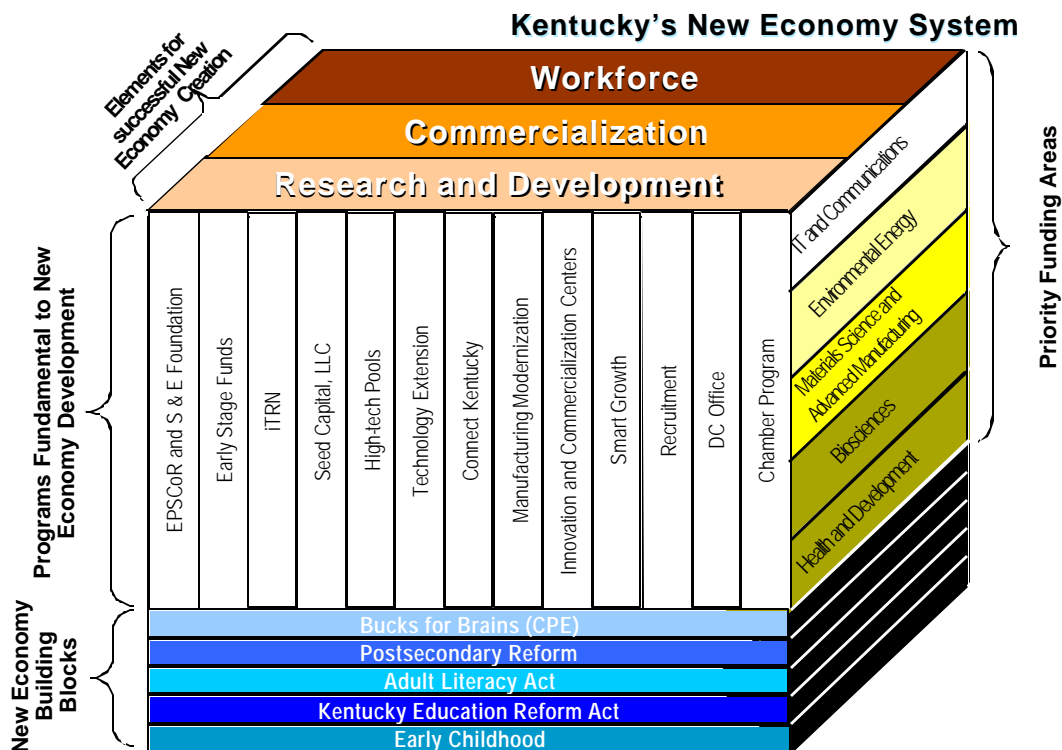 Kentucky's New Economy System
Elements for
successful New
Economy Creation
Workforce
Commercialization
Research and Development
Priority Funding Areas
IT and Communications
Environmental Energy
Materials Science and
Advanced Manufacturing
Biosciences
Health and Development
Programs Fundamental to New
Economy Development
EPSCoR and S & E Foundation
Early Stage Funds
iTRN
Seed Capital, LLC
High-tech Pools
Technology Extension
Connect Kentucky
Manufacturing Modernization
Innovation and Commercialization Centers
Smart Growth
Recruitment
DC Office
Chamber Program
New Economy
Building
Blocks
Bucks for Brains (CPE)
Postsecondary Reform
Adult Literacy Act
Kentucky Education Reform Act
Early Childhood